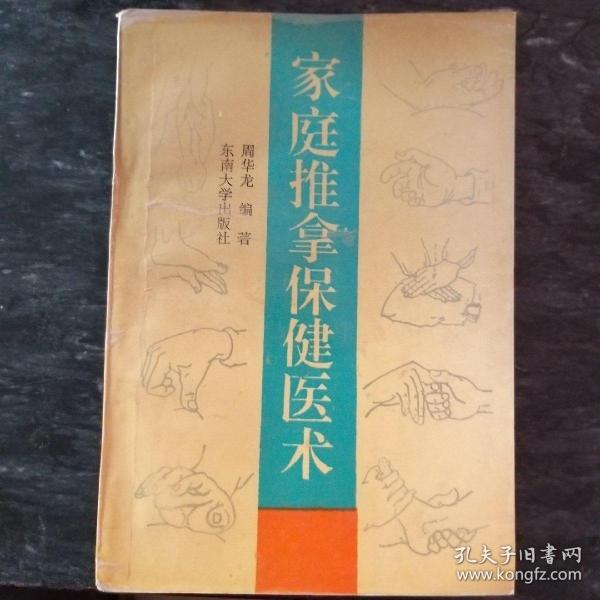 家庭推拿保健医术
周华龙 编 著
东南大学出版社
孔夫子旧书网
www.kongfz.com